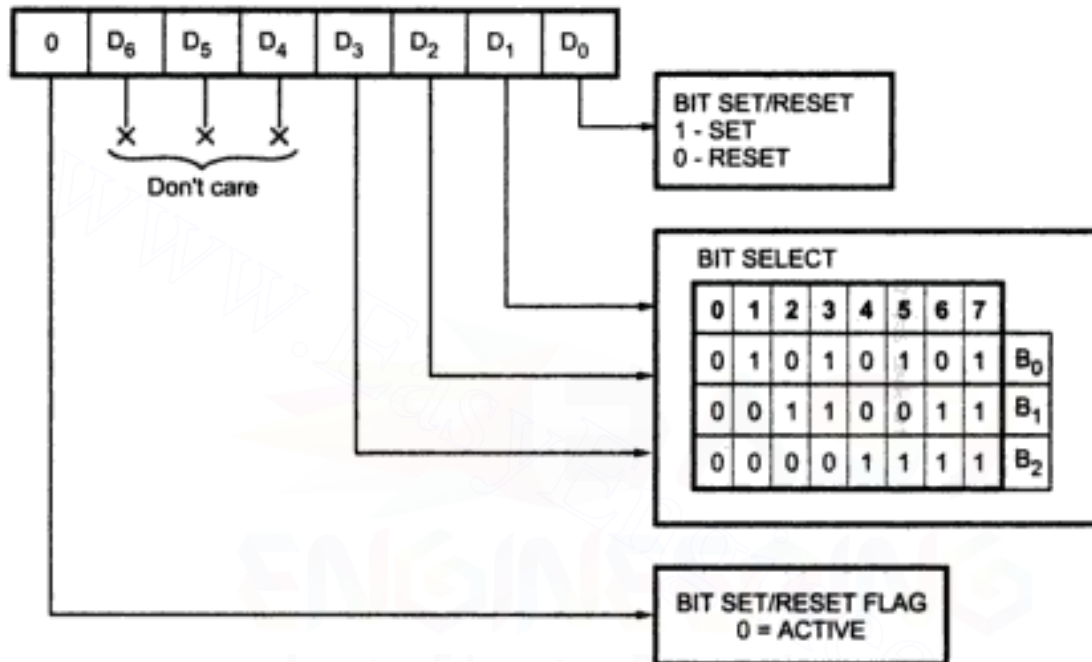 0 D6 D5 D4 D3 D2 D1 D0
BIT SET/RESET
1 - SET
0 - RESET
Don't care
BIT SELECT
0 1 2 3 4 5 6 7
0 1 0 1 0 1 0 1 B0
0 0 1 1 0 0 1 1 B1
0 0 0 0 1 1 1 1 B2
BIT SET/RESET FLAG
0 = ACTIVE